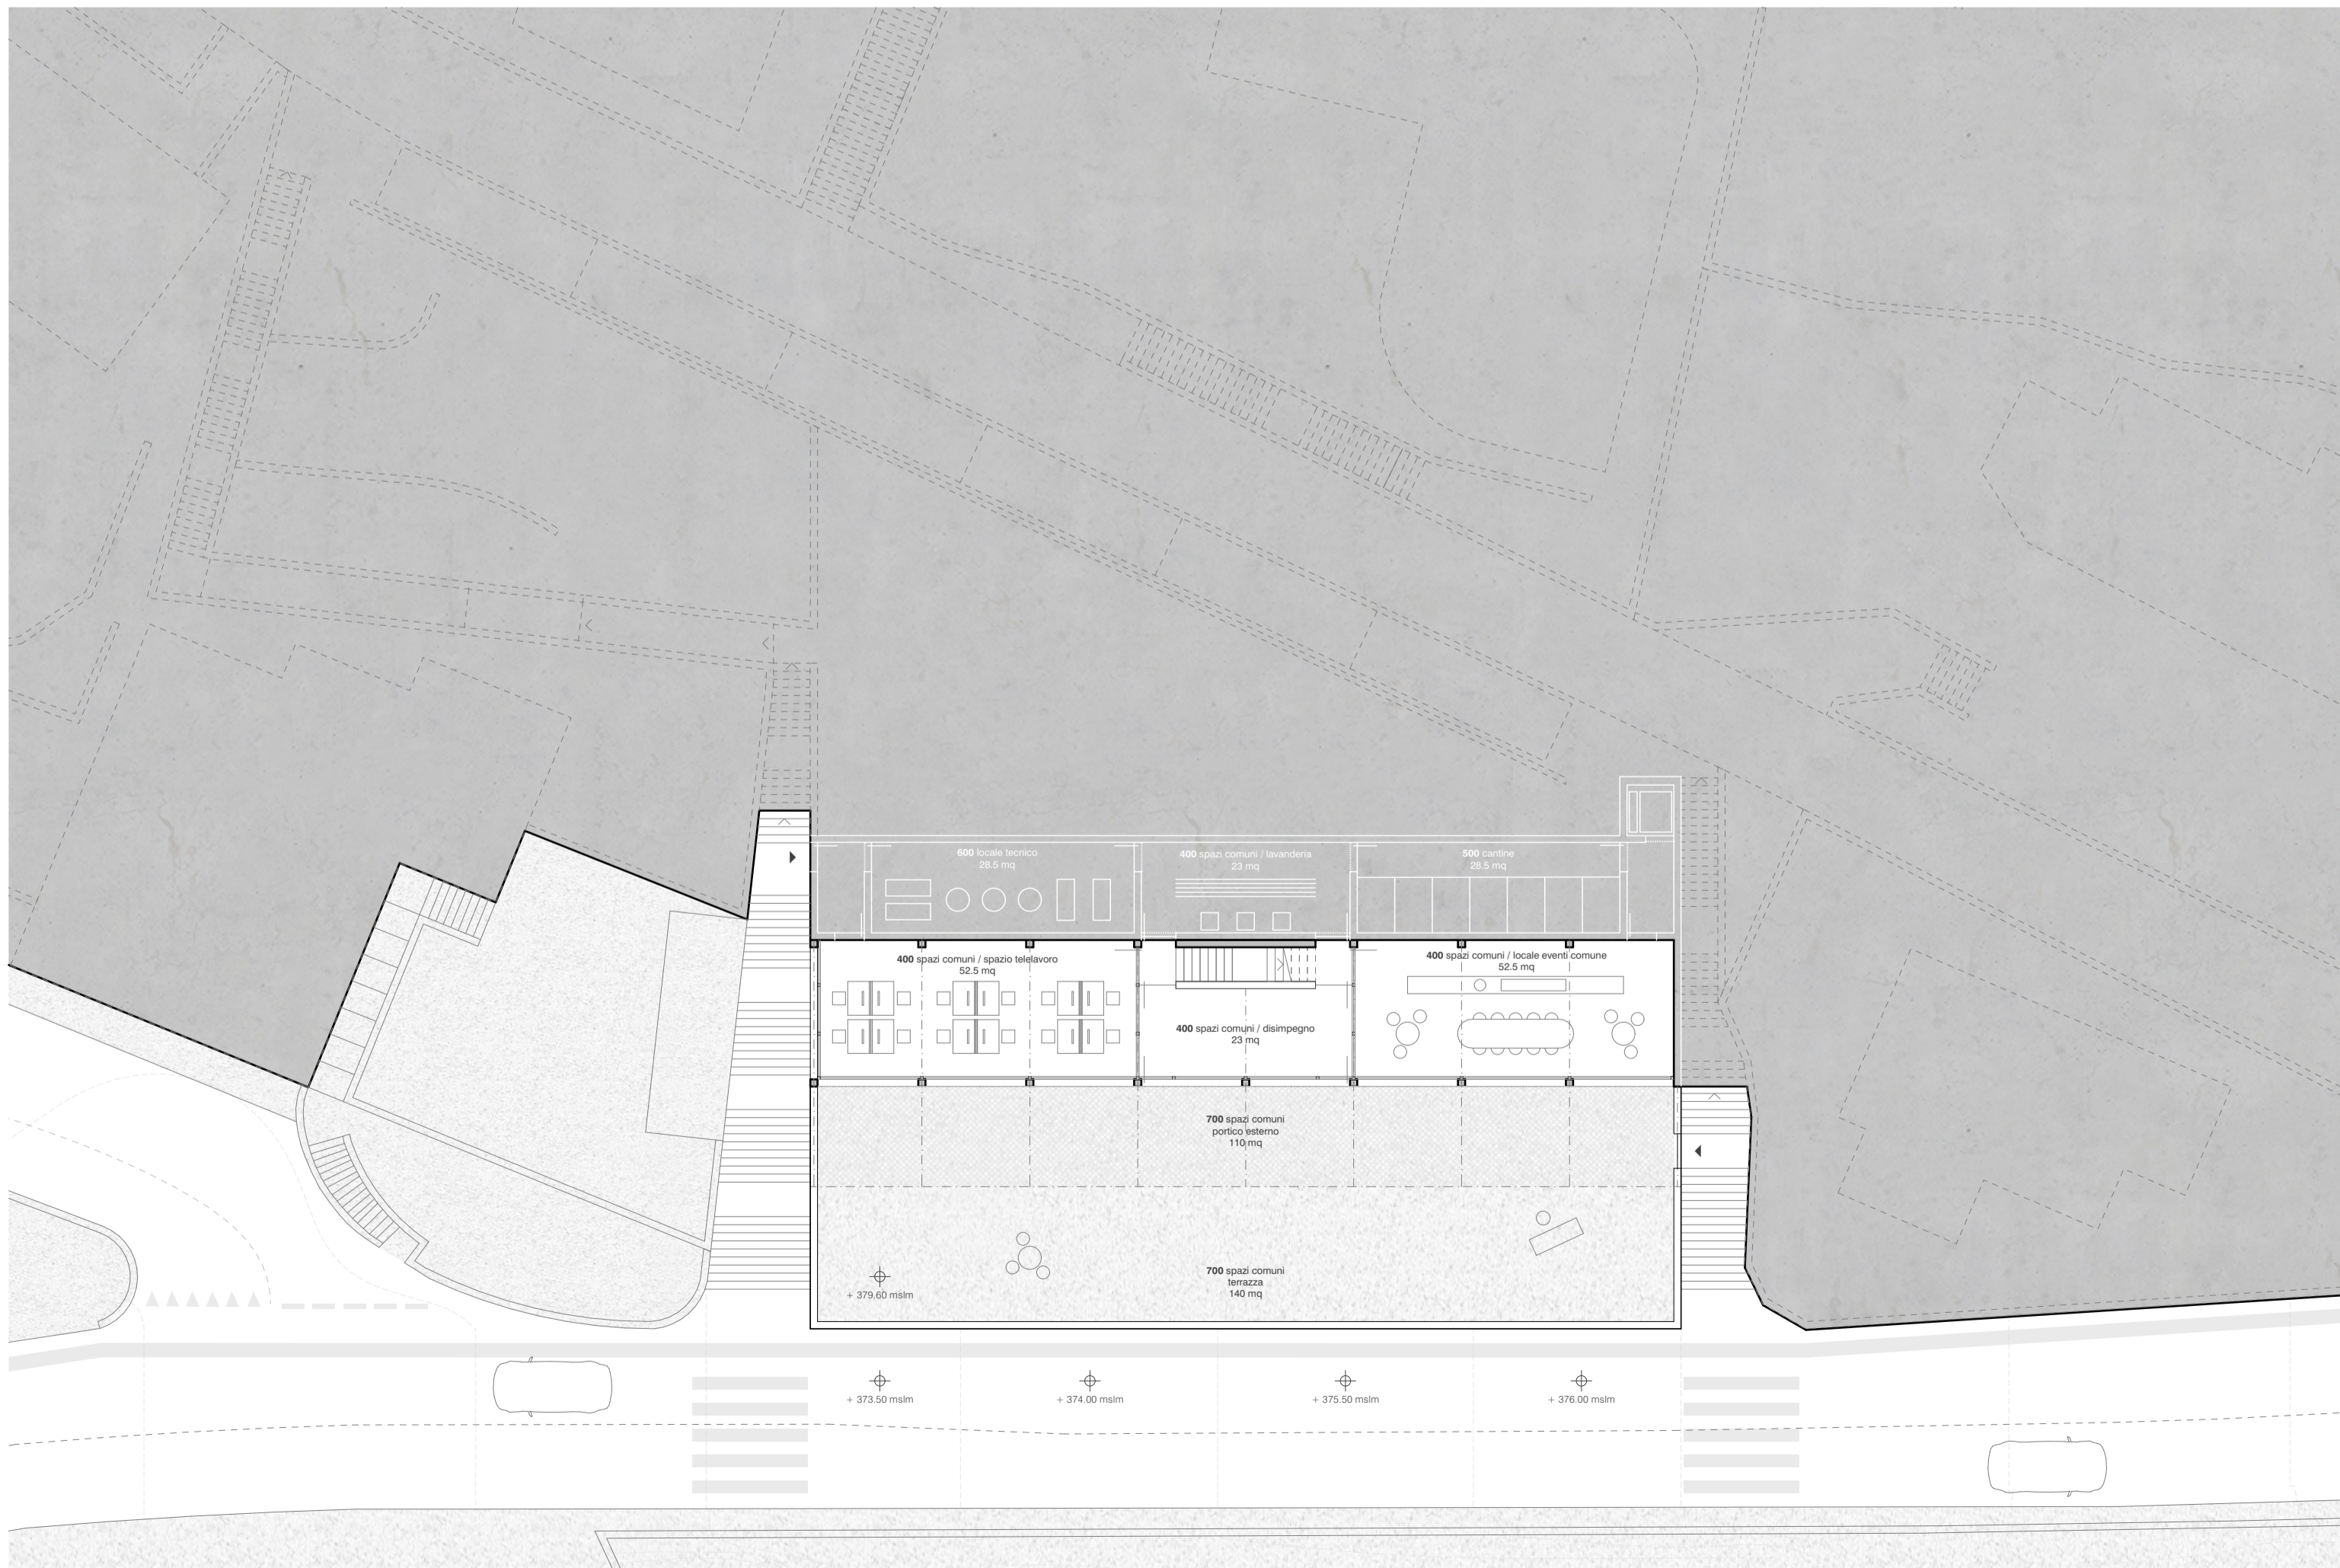 600 locale tecnico
28.5 mq
400 spazi comuni / lavanderia
23 mq
500 cantine
28.5 mq
400 spazi comuni / spazio telelavoro
52.5 mq
400 spazi comuni / locale eventi comune
52.5 mq
400 spazi comuni / disimpegno
23 mq
700 spazi comuni
portico esterno
110 mq
700 spazi comuni
terrazza
140 mq
+ 379.60 mslm
+ 373.50 mslm
+ 374.00 mslm
+ 375.50 mslm
+ 376.00 mslm